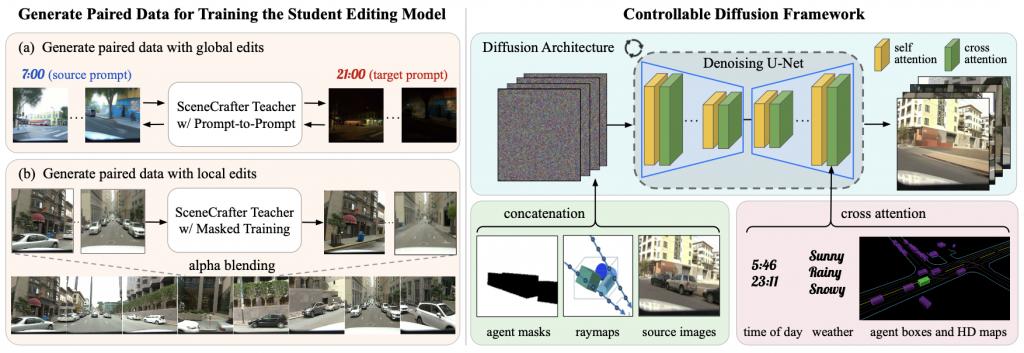 Generate Paired Data for Training the Student Editing Model
(a) Generate paired data with global edits
7:00 (source prompt)
21:00 (target prompt)
SceneCrafter Teacher
w/ Prompt-to-Prompt
...
...
(b) Generate paired data with local edits
SceneCrafter Teacher
w/ Masked Training
...
...
alpha blending
Controllable Diffusion Framework
Diffusion Architecture
Denoising U-Net
self
attention
cross
attention
...
...
concatenation
agent masks
raymaps
source images
cross attention
5:46
23:11
Sunny
Rainy
Snowy
time of day
weather
agent boxes and HD maps